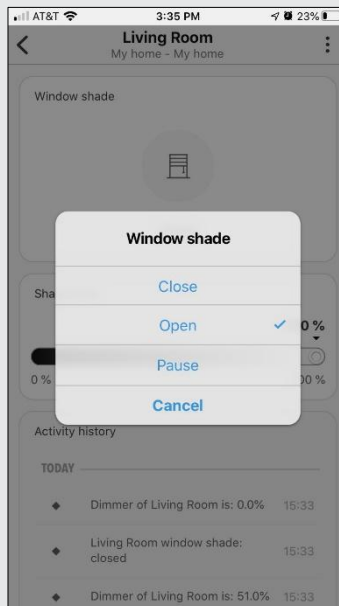 AT&T
3:35 PM
23%
Living Room
My home - My home
Window shade
Window shade
Close
Open
Pause
Cancel
Sha
0 %
0 %
00 %
Activity history
TODAY
Dimmer of Living Room is: 0.0% 15:33
Living Room window shade:
closed
15:33
Dimmer of Living Room is: 51.0% 15:33